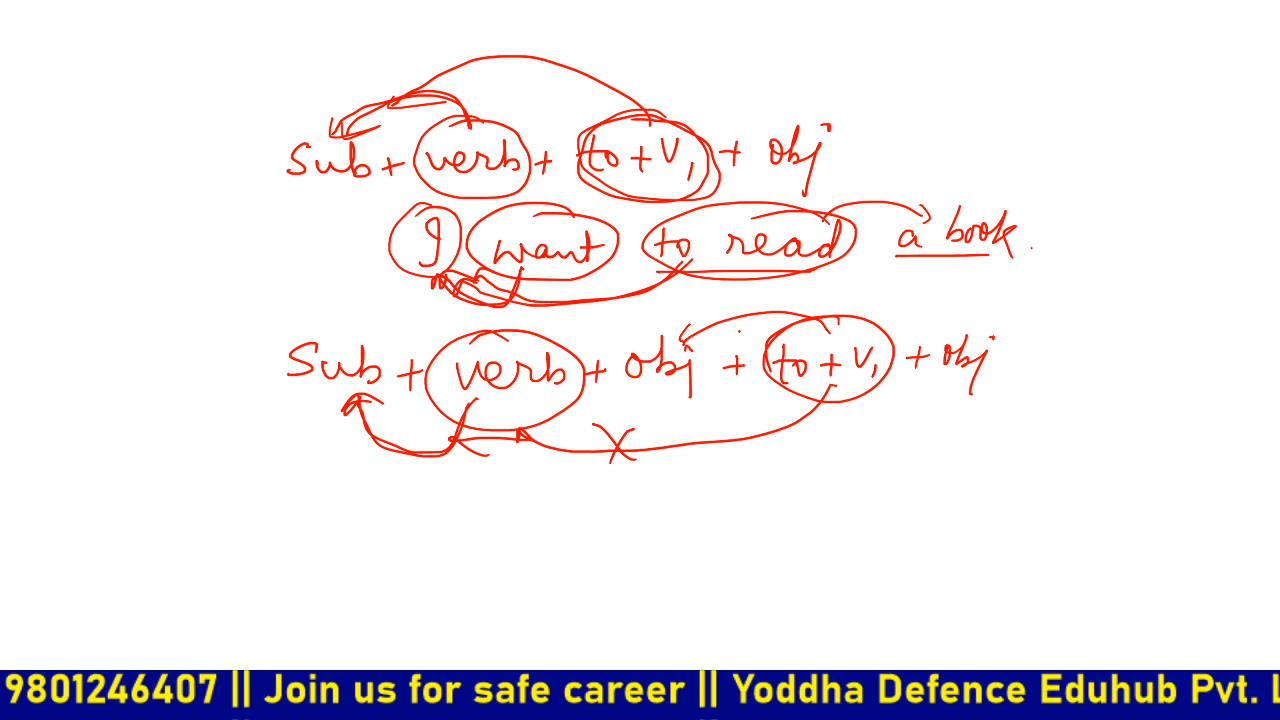 Sub + verb + to + V₁ + obj
I want to read a book.
Sub + verb + obj + to + V₁ + obj
9801246407 || Join us for safe career || Yoddha Defence Eduhub Pvt. L